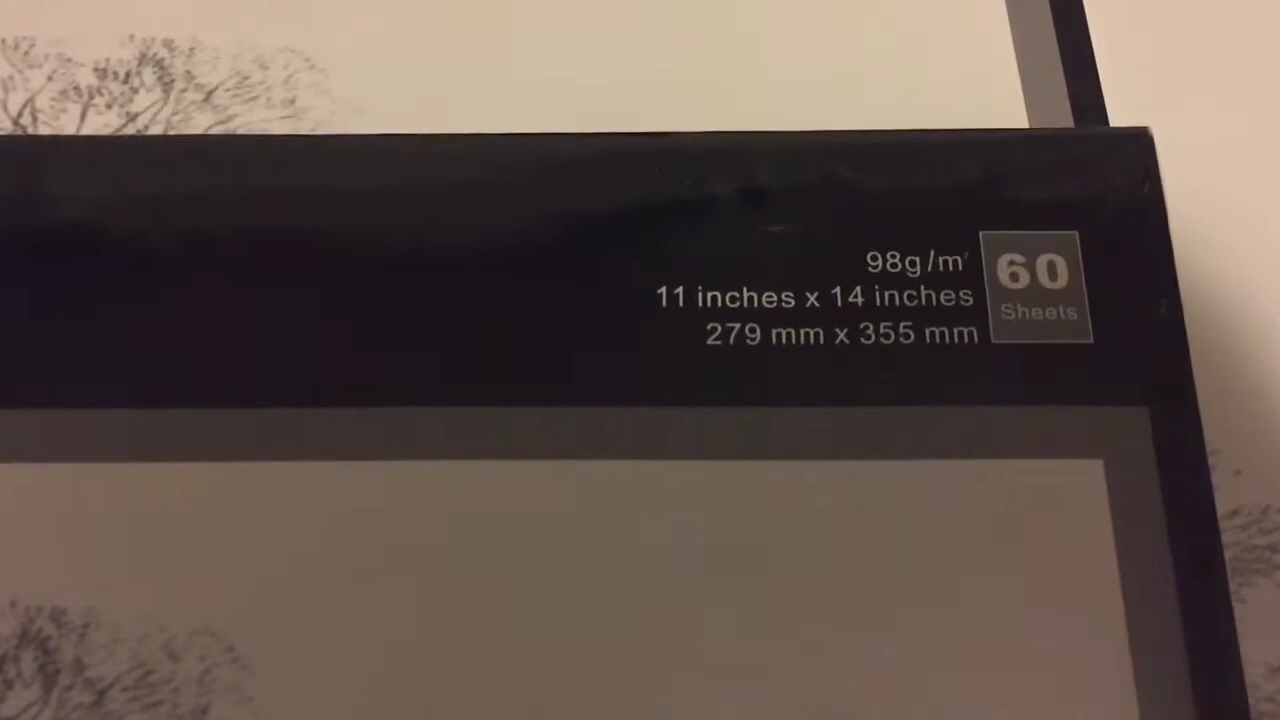 98g/m²
11 inches x 14 inches
279 mm x 355 mm
60
Sheets